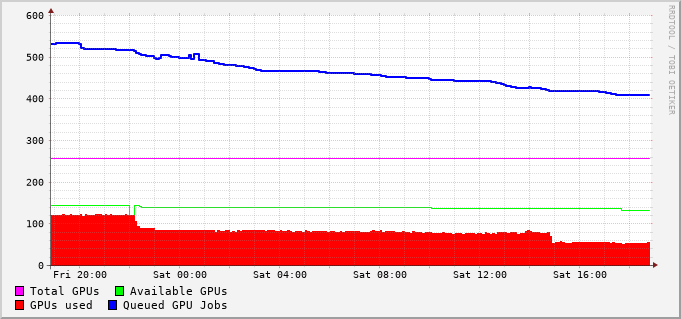 600
500
400
300
200
100
0
Fri 20:00 Sat 00:00 Sat 04:00 Sat 08:00 Sat 12:00 Sat 16:00
Total GPUs Available GPUs
GPUs used Queued GPU Jobs
RRDTOOL / TOBI OETIKER